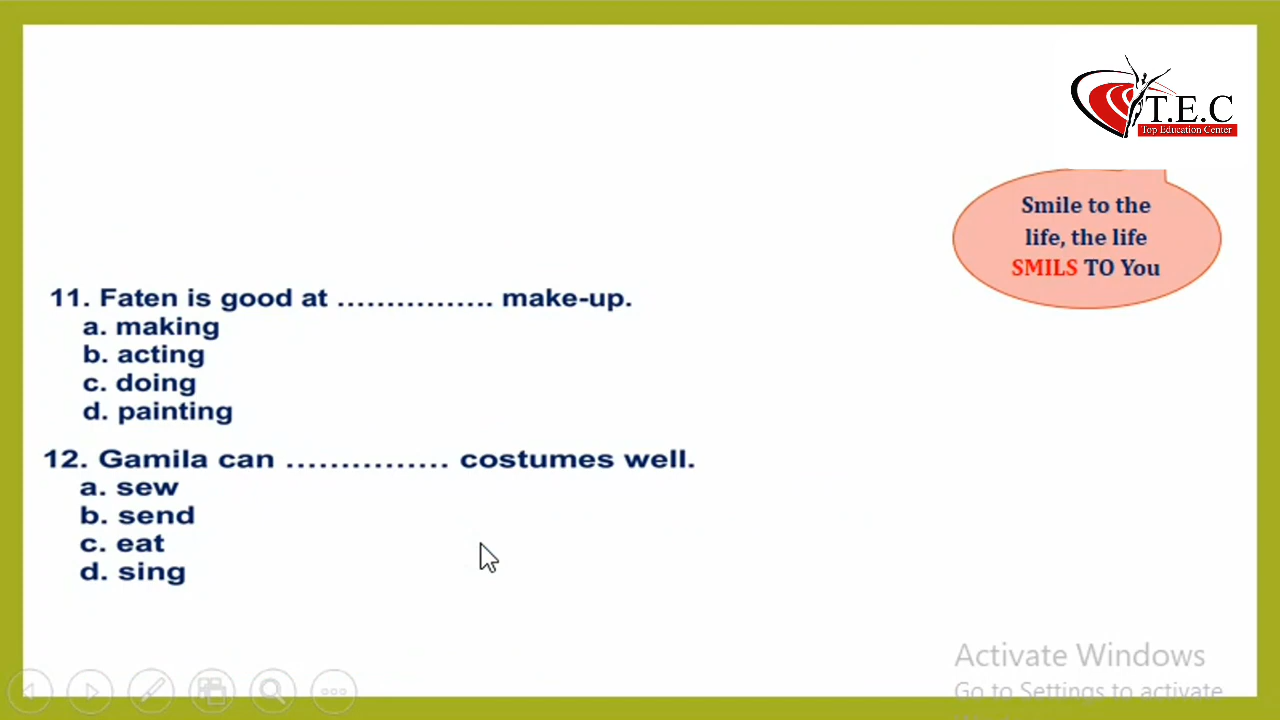 T.E.C
Top Education Center
Smile to the
life, the life
SMILS TO You
11. Faten is good at ................ make-up.
a. making
b. acting
c. doing
d. painting
12. Gamila can ............... costumes well.
a. sew
b. send
c. eat
d. sing
Activate Windows
Go to Settings to activate